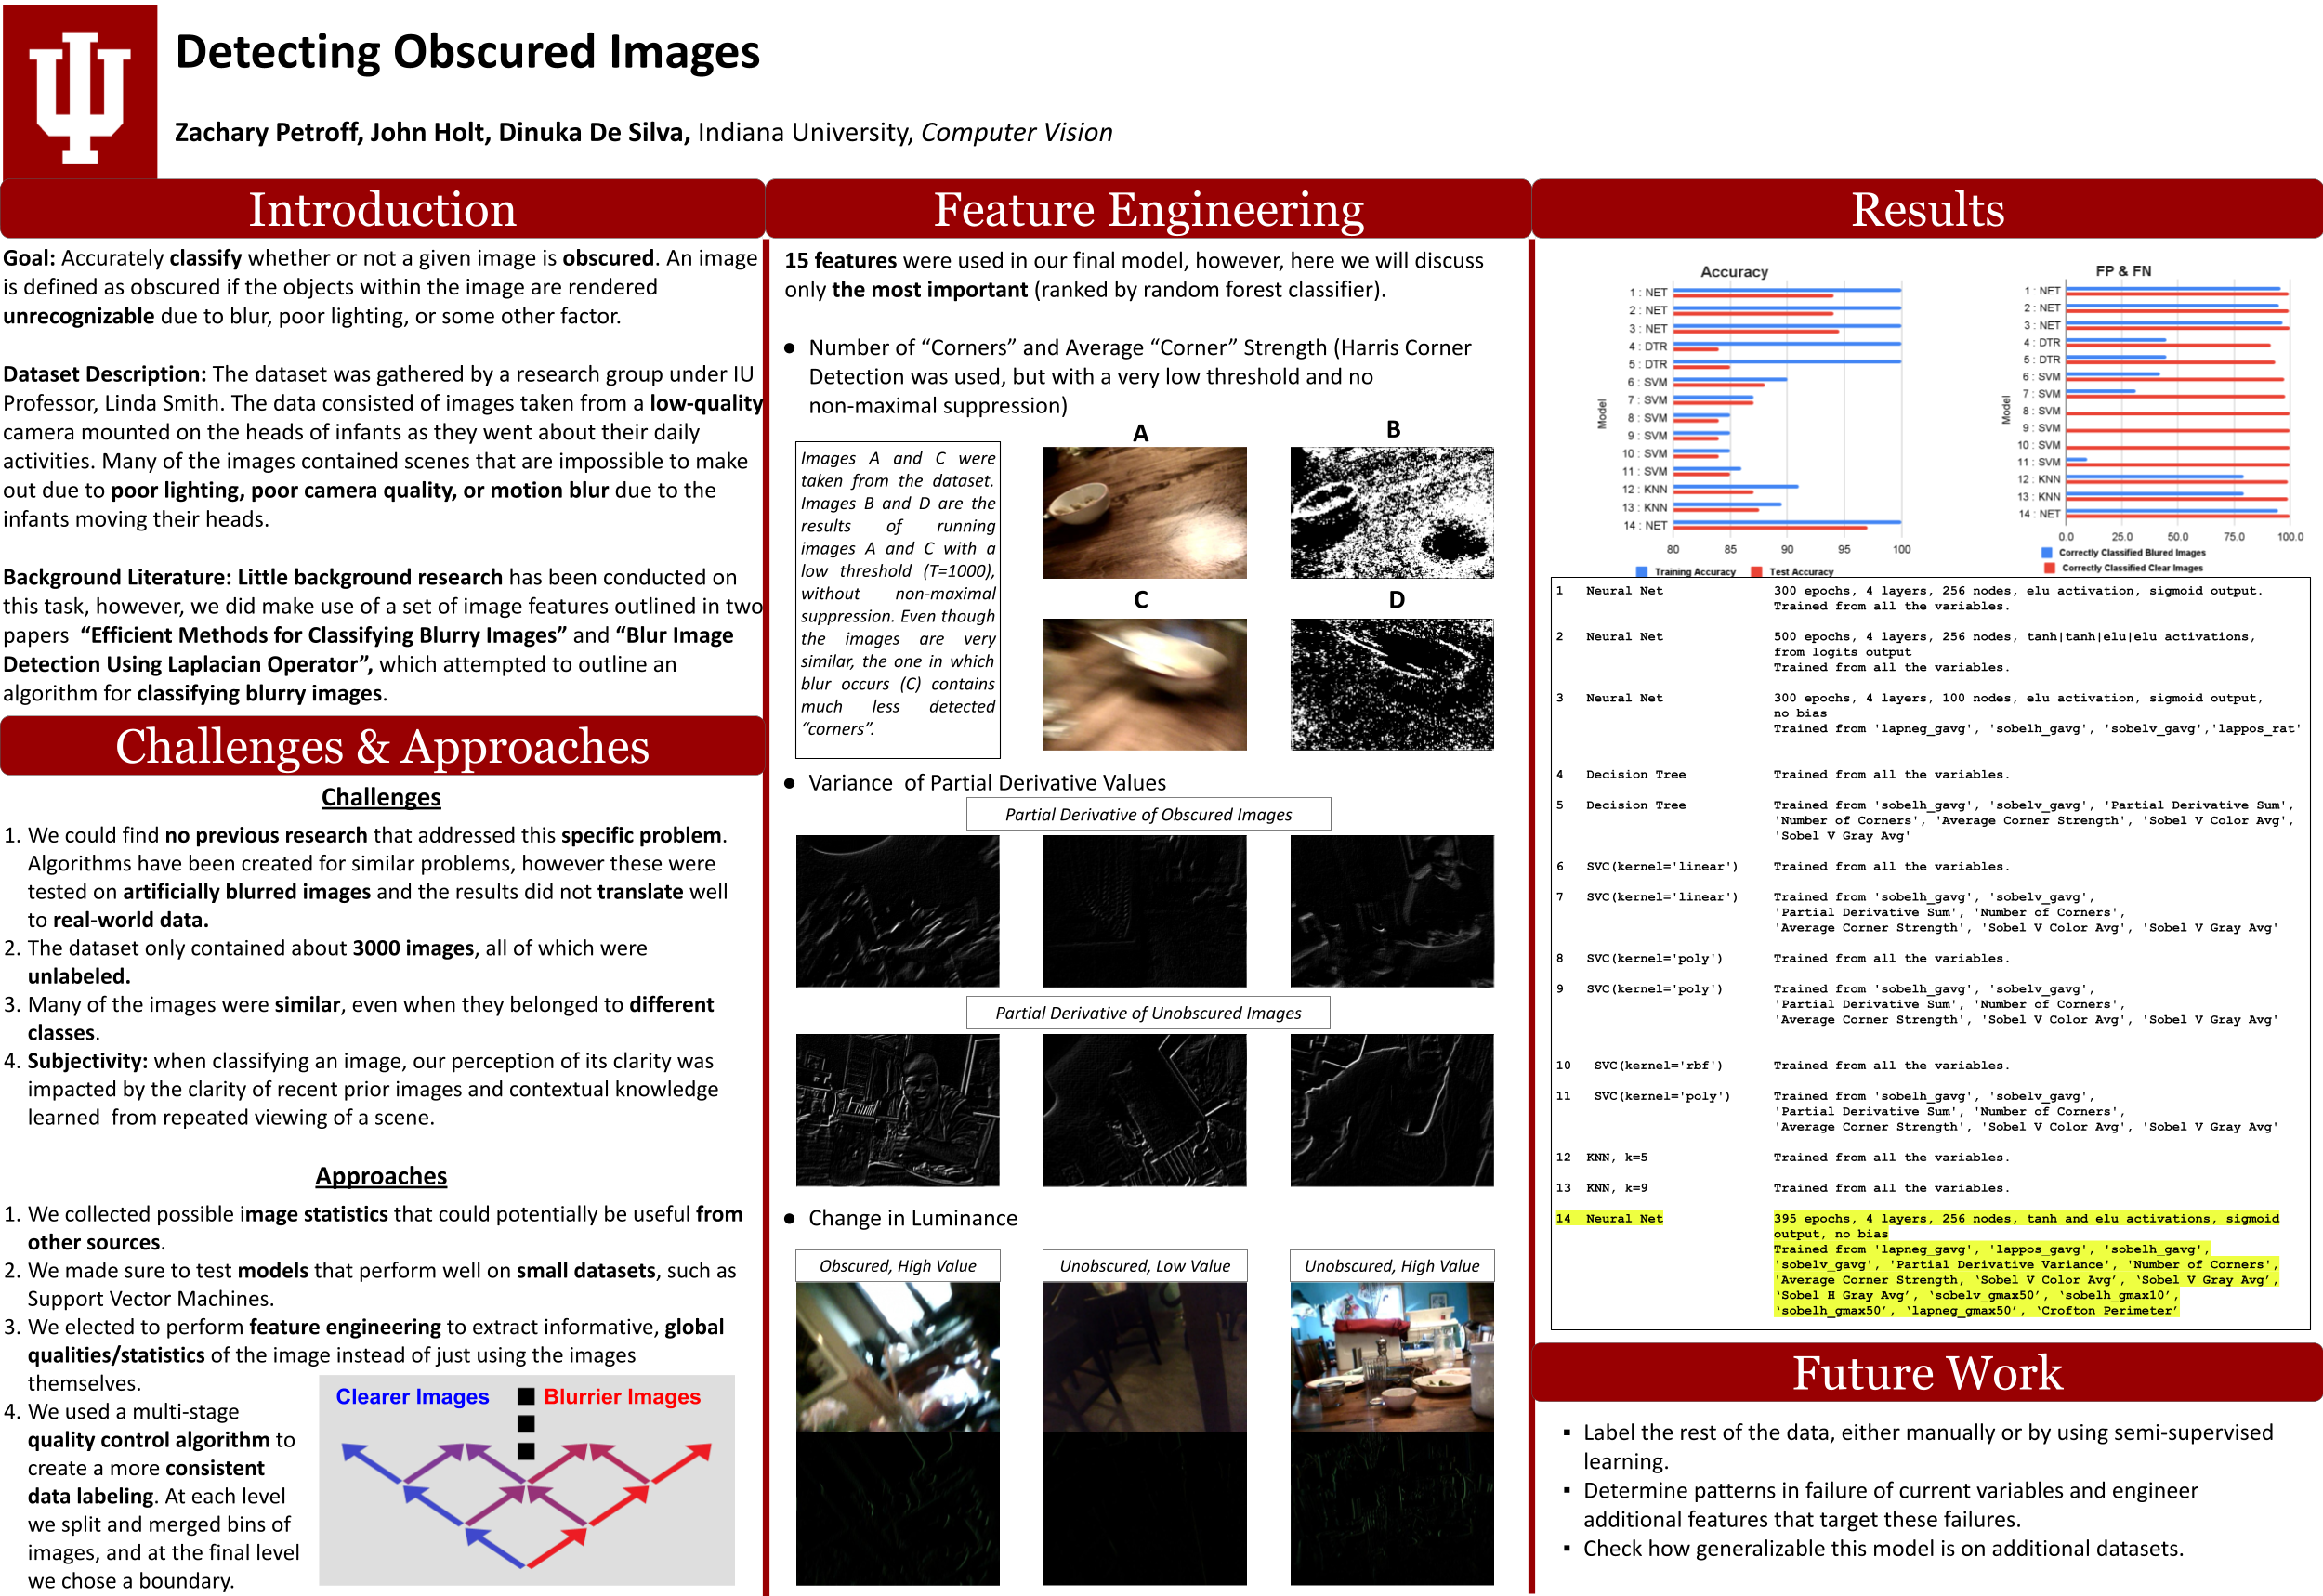 Detecting Obscured Images
Zachary Petroff, John Holt, Dinuka De Silva, Indiana University, Computer Vision
Introduction
Goal: Accurately classify whether or not a given image is obscured. An image
is defined as obscured if the objects within the image are rendered
unrecognizable due to blur, poor lighting, or some other factor.
Dataset Description: The dataset was gathered by a research group under IU
Professor, Linda Smith. The data consisted of images taken from a low-quality
camera mounted on the heads of infants as they went about their daily
activities. Many of the images contained scenes that are impossible to make
out due to poor lighting, poor camera quality, or motion blur due to the
infants moving their heads.
Background Literature: Little background research has been conducted on
this task, however, we did make use of a set of image features outlined in two
papers “Efficient Methods for Classifying Blurry Images” and “Blur Image
Detection Using Laplacian Operator”, which attempted to outline an
algorithm for classifying blurry images.
Challenges & Approaches
Challenges
1. We could find no previous research that addressed this specific problem.
Algorithms have been created for similar problems, however these were
tested on artificially blurred images and the results did not translate well
to real-world data.
2. The dataset only contained about 3000 images, all of which were
unlabeled.
3. Many of the images were similar, even when they belonged to different
classes.
4. Subjectivity: when classifying an image, our perception of its clarity was
impacted by the clarity of recent prior images and contextual knowledge
learned from repeated viewing of a scene.
Approaches
1. We collected possible image statistics that could potentially be useful from
other sources.
2. We made sure to test models that perform well on small datasets, such as
Support Vector Machines.
3. We elected to perform feature engineering to extract informative, global
qualities/statistics of the image instead of just using the images
themselves.
4. We used a multi-stage
quality control algorithm to
create a more consistent
data labeling. At each level
we split and merged bins of
images, and at the final level
we chose a boundary.
Clearer Images
Blurrier Images
Feature Engineering
15 features were used in our final model, however, here we will discuss
only the most important (ranked by random forest classifier).
● Number of “Corners” and Average “Corner” Strength (Harris Corner
Detection was used, but with a very low threshold and no
non-maximal suppression)
Images A and C were
taken from the dataset.
Images B and D are the
results of running
images A and C with a
low threshold (T=1000),
without non-maximal
suppression. Even though
the images are very
similar, the one in which
blur occurs (C) contains
much less detected
“corners”.
A
B
C
D
● Variance of Partial Derivative Values
Partial Derivative of Obscured Images
Partial Derivative of Unobscured Images
● Change in Luminance
Obscured, High Value
Unobscured, Low Value
Unobscured, High Value
Results
Accuracy
Model
1 : NET
2 : NET
3 : NET
4 : DTR
5 : DTR
6 : SVM
7 : SVM
8 : SVM
9 : SVM
10 : SVM
11 : SVM
12 : KNN
13 : KNN
14 : NET
80 85 90 95 100
Training Accuracy Test Accuracy
FP & FN
Model
1 : NET
2 : NET
3 : NET
4 : DTR
5 : DTR
6 : SVM
7 : SVM
8 : SVM
9 : SVM
10 : SVM
11 : SVM
12 : KNN
13 : KNN
14 : NET
0.0 25.0 50.0 75.0 100.0
Correctly Classified Blured Images
Correctly Classified Clear Images
1 Neural Net 300 epochs, 4 layers, 256 nodes, elu activation, sigmoid output.
Trained from all the variables.
2 Neural Net 500 epochs, 4 layers, 256 nodes, tanh|tanh|elu|elu activations,
from logits output
Trained from all the variables.
3 Neural Net 300 epochs, 4 layers, 100 nodes, elu activation, sigmoid output,
no bias
Trained from 'lapneg_gavg', 'sobelh_gavg', 'sobelv_gavg','lappos_rat'
4 Decision Tree Trained from all the variables.
5 Decision Tree Trained from 'sobelh_gavg', 'sobelv_gavg', 'Partial Derivative Sum',
'Number of Corners', 'Average Corner Strength', 'Sobel V Color Avg',
'Sobel V Gray Avg'
6 SVC(kernel='linear') Trained from all the variables.
7 SVC(kernel='linear') Trained from 'sobelh_gavg', 'sobelv_gavg',
'Partial Derivative Sum', 'Number of Corners',
'Average Corner Strength', 'Sobel V Color Avg', 'Sobel V Gray Avg'
8 SVC(kernel='poly') Trained from all the variables.
9 SVC(kernel='poly') Trained from 'sobelh_gavg', 'sobelv_gavg',
'Partial Derivative Sum', 'Number of Corners',
'Average Corner Strength', 'Sobel V Color Avg', 'Sobel V Gray Avg'
10 SVC(kernel='rbf') Trained from all the variables.
11 SVC(kernel='poly') Trained from 'sobelh_gavg', 'sobelv_gavg',
'Partial Derivative Sum', 'Number of Corners',
'Average Corner Strength', 'Sobel V Color Avg', 'Sobel V Gray Avg'
12 KNN, k=5 Trained from all the variables.
13 KNN, k=9 Trained from all the variables.
14 Neural Net 395 epochs, 4 layers, 256 nodes, tanh and elu activations, sigmoid
output, no bias
Trained from 'lapneg_gavg', 'lappos_gavg', 'sobelh_gavg',
'sobelv_gavg', 'Partial Derivative Variance', 'Number of Corners',
'Average Corner Strength, ‘Sobel V Color Avg’, ‘Sobel V Gray Avg’,
‘Sobel H Gray Avg’, ‘sobelv_gmax50’, ‘sobelh_gmax10’,
‘sobelh_gmax50’, ‘lapneg_gmax50’, ‘Crofton Perimeter’
Future Work
▪ Label the rest of the data, either manually or by using semi-supervised
learning.
▪ Determine patterns in failure of current variables and engineer
additional features that target these failures.
▪ Check how generalizable this model is on additional datasets.